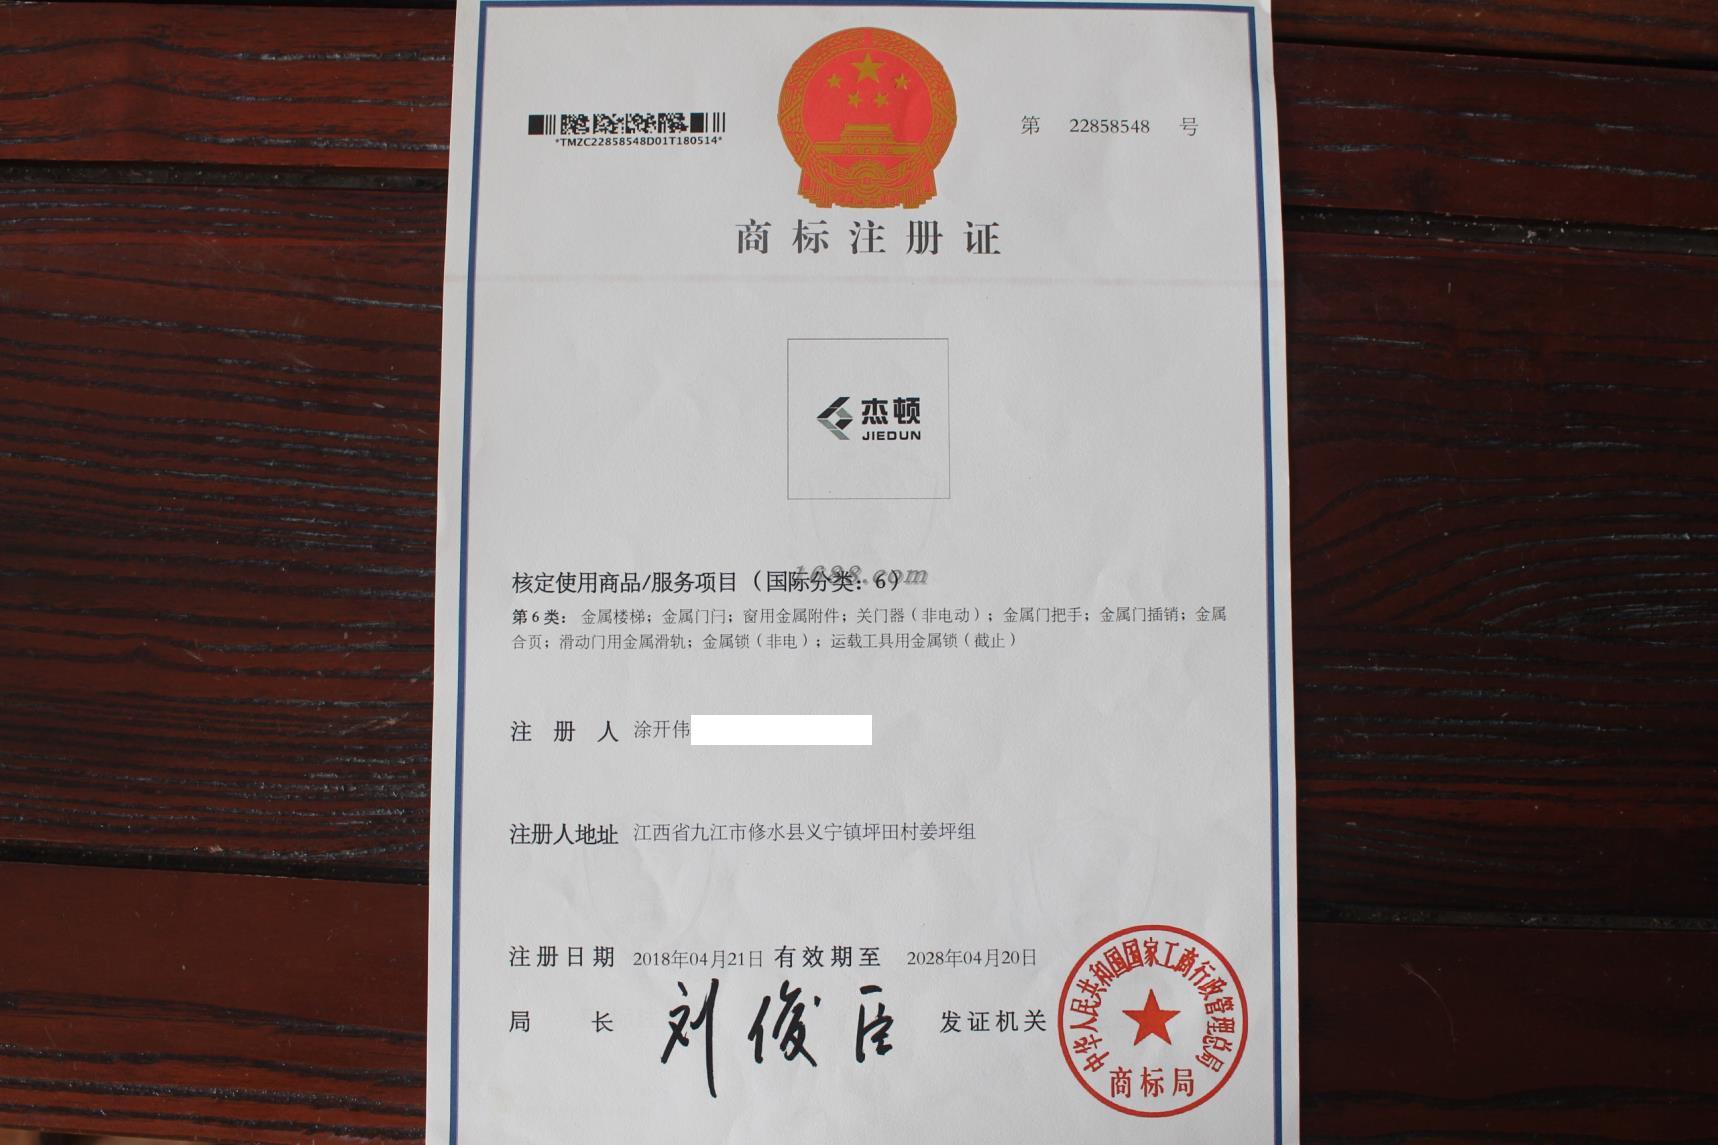 *TMZC22858548D01T180514*
第 22858548 号
商标注册证
杰顿
JIEDUN
1688.com
核定使用商品/服务项目（国际分类：6）
第6类：金属楼梯；金属门闩；窗用金属附件；关门器（非电动）；金属门把手；金属门插销；金属
合页；滑动门用金属滑轨；金属锁（非电）；运载工具用金属锁（截止）
注册人 涂开伟
注册人地址 江西省九江市修水县义宁镇坪田村姜坪组
注册日期 2018年04月21日 有效期至 2028年04月20日
局长 刘俊臣 发证机关
中华人民共和国国家工商行政管理总局
商标局